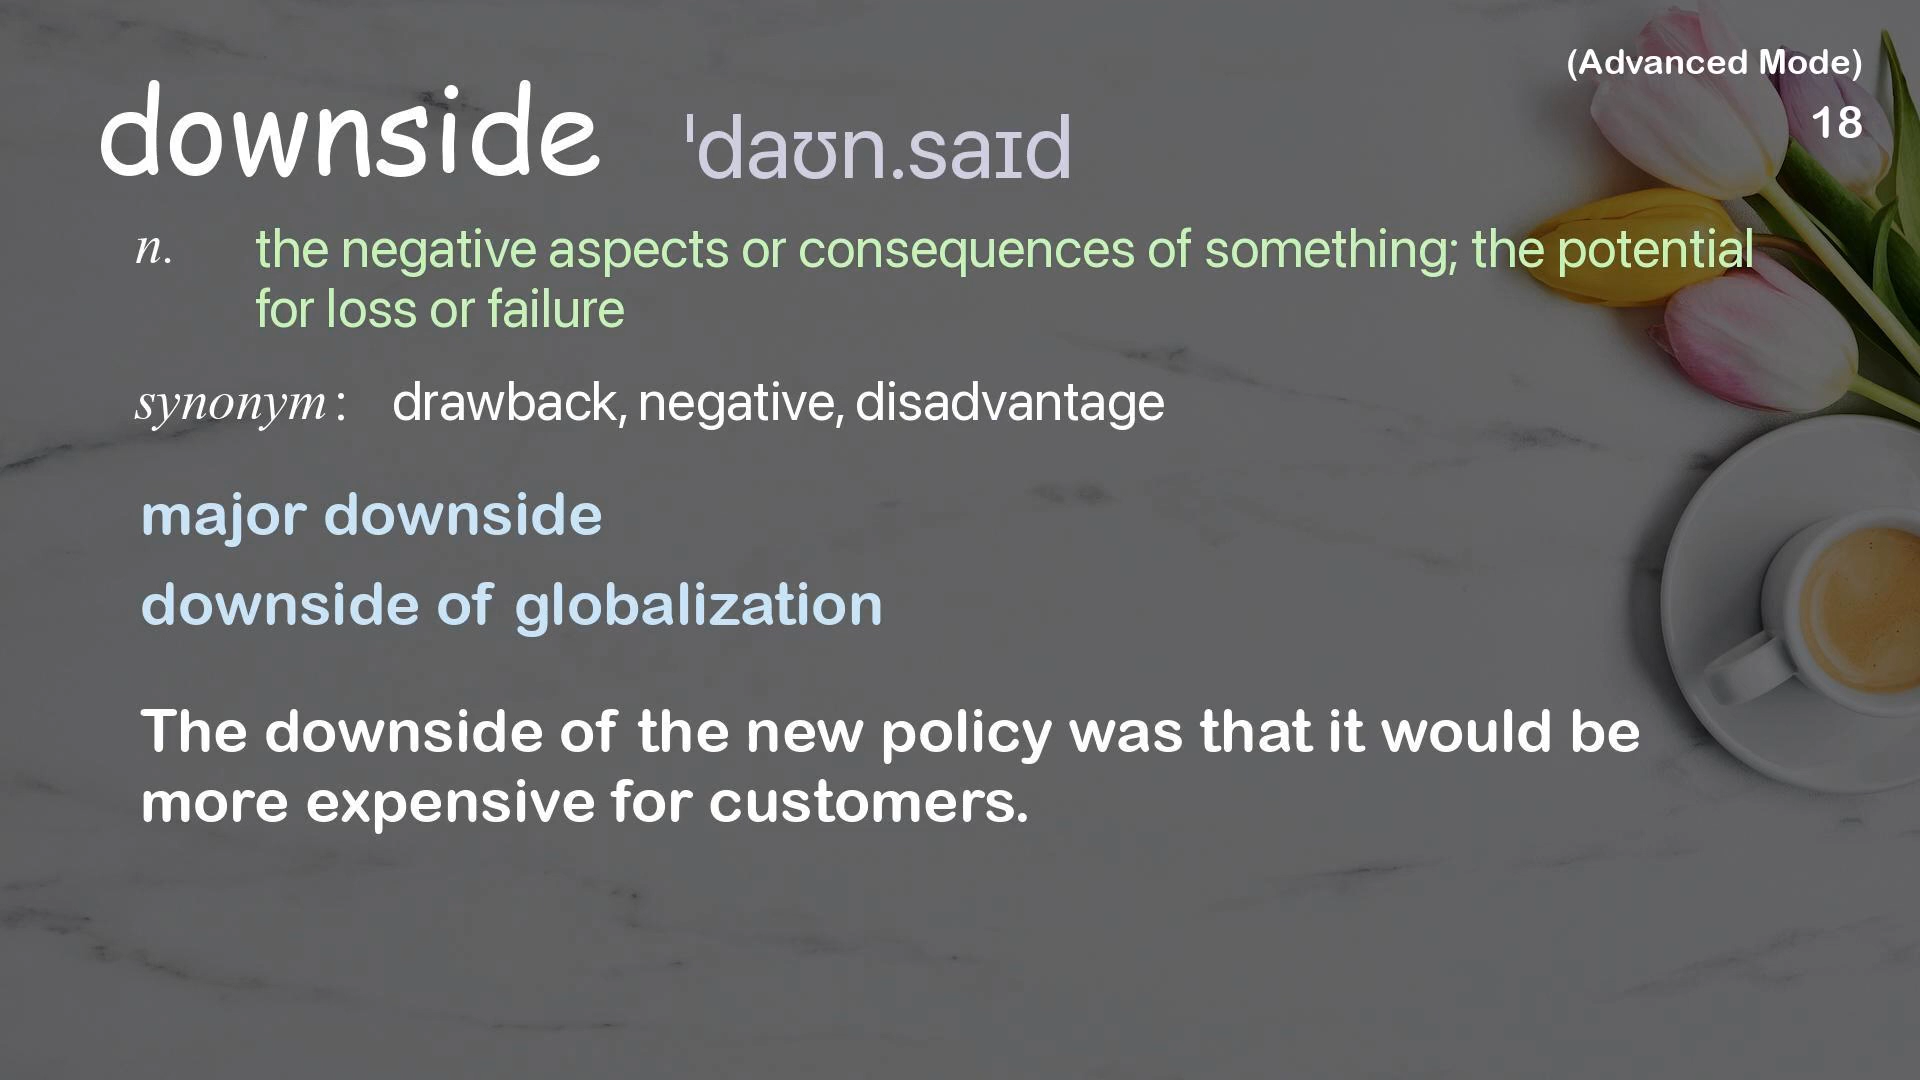 (Advanced Mode)
18
downside ˈdaʊn.saɪd
n. the negative aspects or consequences of something; the potential
for loss or failure
synonym : drawback, negative, disadvantage
major downside
downside of globalization
The downside of the new policy was that it would be
more expensive for customers.